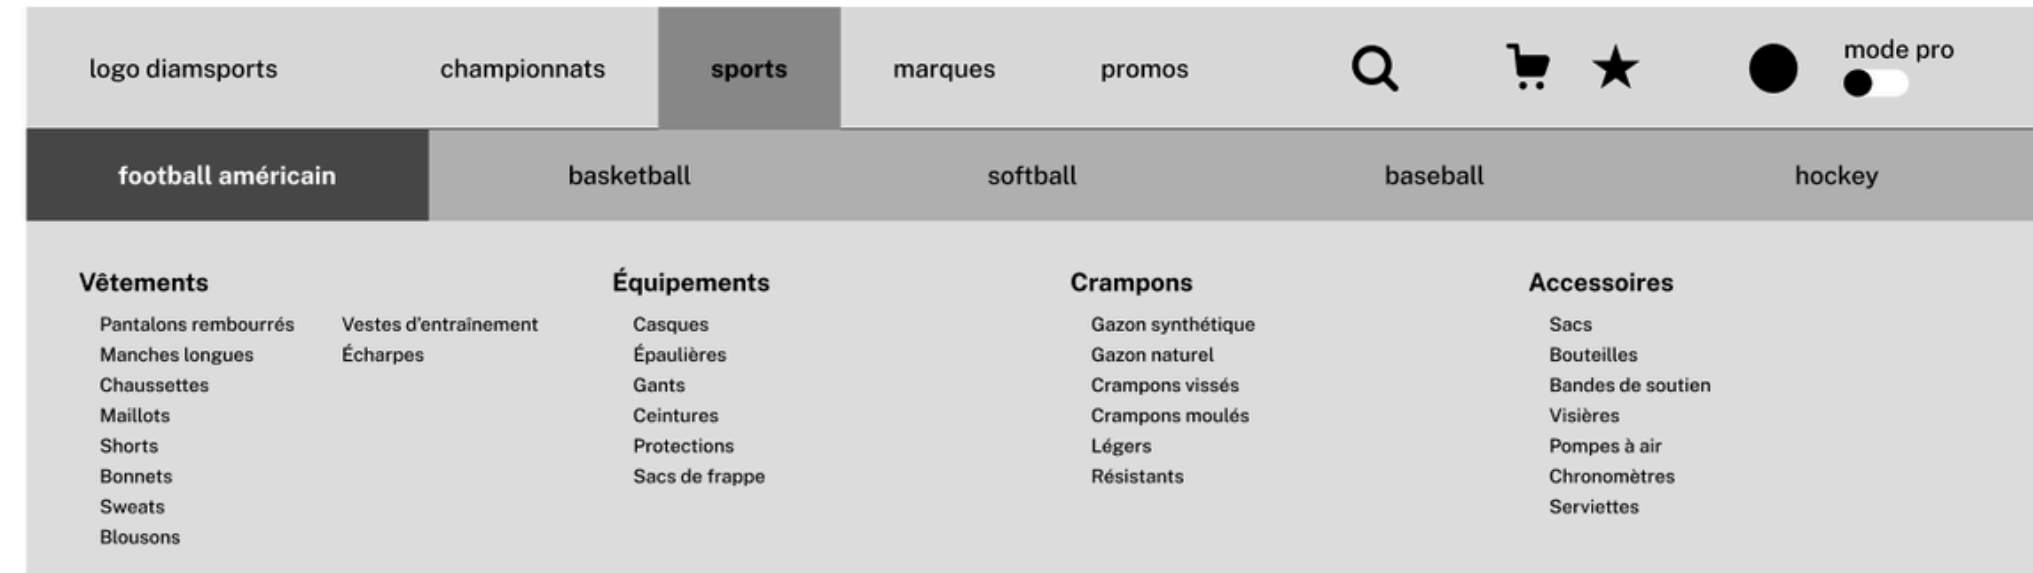 logo diamsports championnats sports marques promos mode pro
football américain basketball softball baseball hockey
Vêtements
Pantalons rembourrés
Manches longues
Chaussettes
Maillots
Shorts
Bonnets
Sweats
Blousons
Vestes d'entraînement
Écharpes
Équipements
Casques
Épaulières
Gants
Ceintures
Protections
Sacs de frappe
Crampons
Gazon synthétique
Gazon naturel
Crampons vissés
Crampons moulés
Légers
Résistants
Accessoires
Sacs
Bouteilles
Bandes de soutien
Visières
Pompes à air
Chronomètres
Serviettes